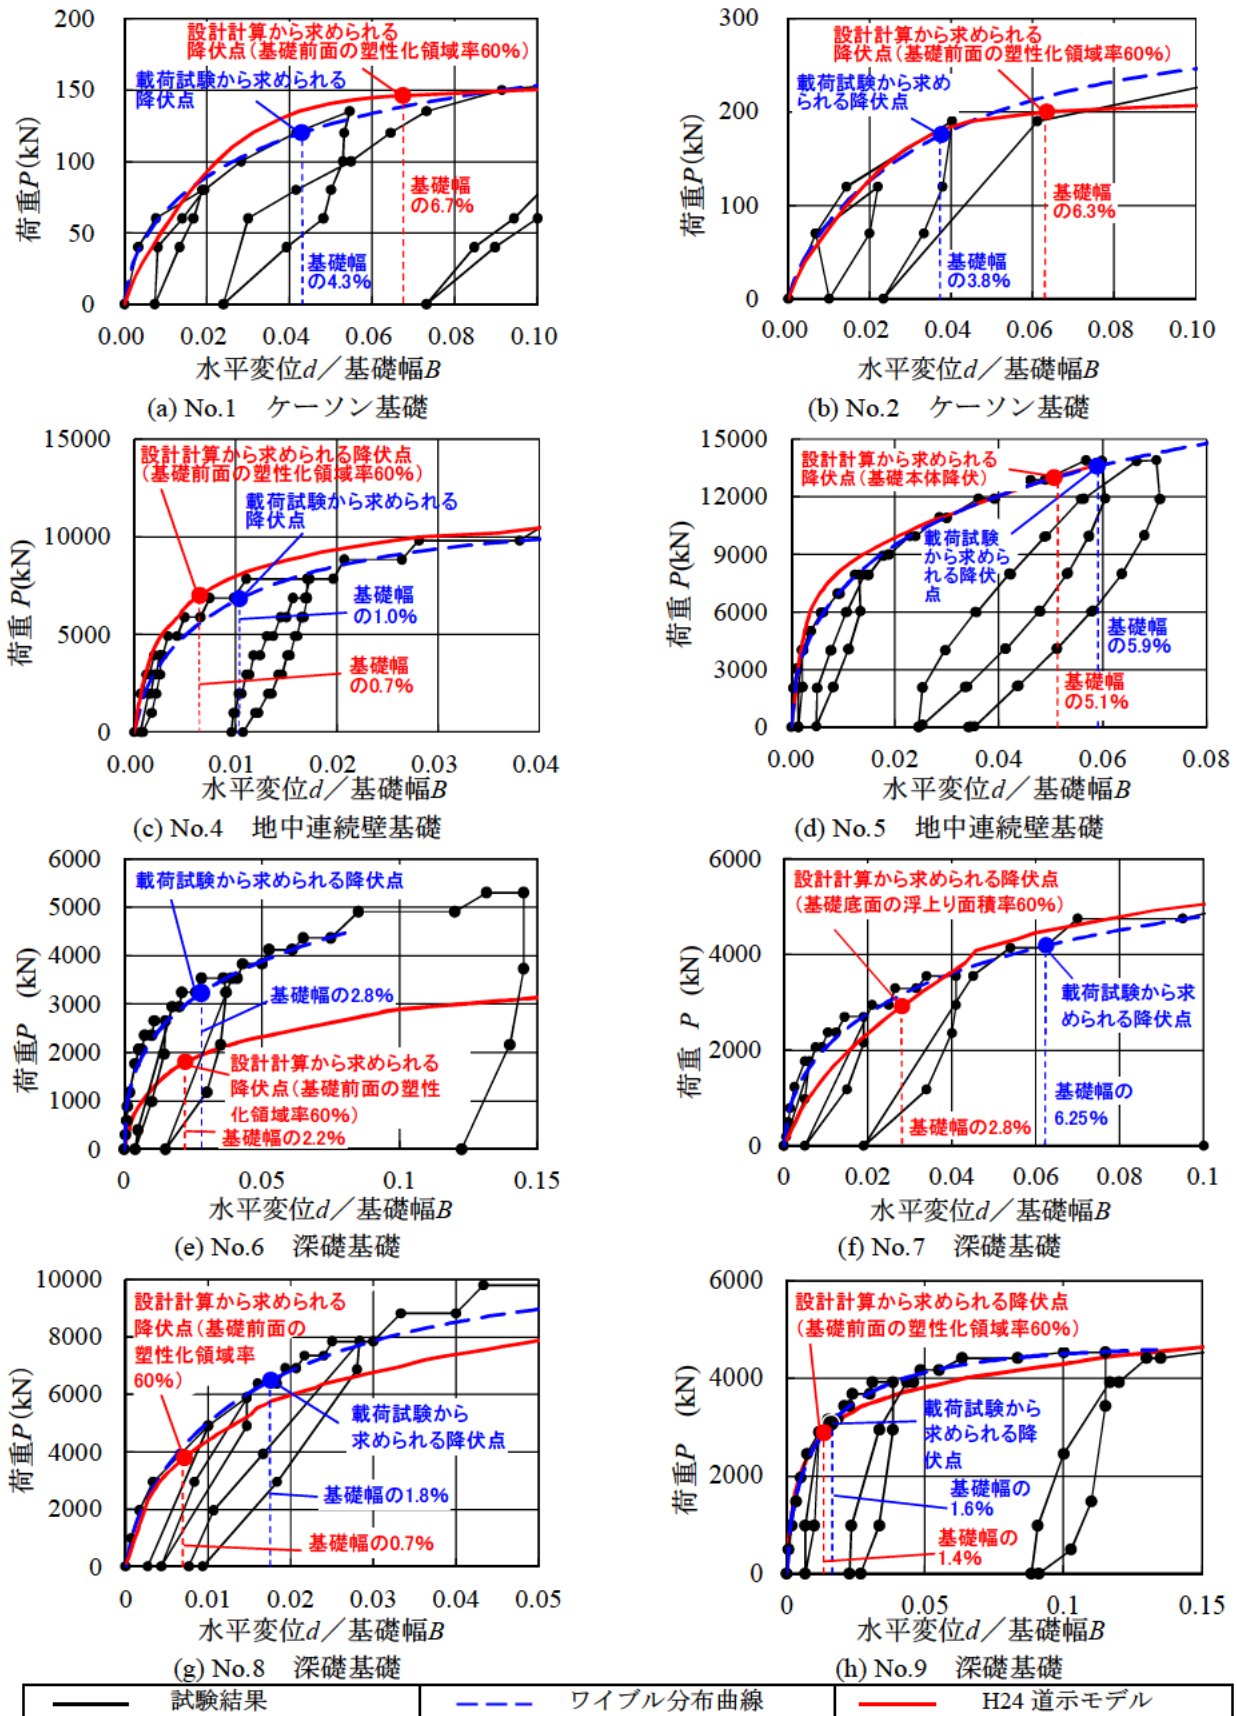 200
150
100
50
0
0.00 0.02 0.04 0.06 0.08 0.10
荷重P(kN)
設計計算から求められる
降伏点(基礎前面の塑性化領域率60%)
載荷試験から求められる
降伏点
基礎幅
の6.7%
基礎幅
の4.3%
水平変位d／基礎幅B
(a) No.1 ケーソン基礎
300
200
100
0
0.00 0.02 0.04 0.06 0.08 0.10
荷重P(kN)
設計計算から求められる
降伏点(基礎前面の塑性化領域率60%)
載荷試験から求め
られる降伏点
基礎幅
の6.3%
基礎幅
の3.8%
水平変位d／基礎幅B
(b) No.2 ケーソン基礎
15000
10000
5000
0
0.00 0.01 0.02 0.03 0.04
荷重 P(kN)
設計計算から求められる降伏点
(基礎前面の塑性化領域率60%)
載荷試験から求められる
降伏点
基礎幅
の1.0%
基礎幅
の0.7%
水平変位d／基礎幅B
(c) No.4 地中連続壁基礎
15000
12000
9000
6000
3000
0
0.00 0.02 0.04 0.06 0.08
荷重 P(kN)
設計計算から求められる
降伏点(基礎本体降伏)
載荷試験
から求め
られる降伏
点
基礎幅
の5.9%
基礎幅
の5.1%
水平変位d／基礎幅B
(d) No.5 地中連続壁基礎
6000
5000
4000
3000
2000
1000
0
0 0.05 0.1 0.15
荷重P (kN)
載荷試験から求められる降伏点
基礎幅の2.8%
設計計算から求められる
降伏点(基礎前面の塑性
化領域率60%)
基礎幅の2.2%
水平変位d／基礎幅B
(e) No.6 深礎基礎
6000
4000
2000
0
0 0.02 0.04 0.06 0.08 0.1
荷重 P (kN)
設計計算から求められる降伏点
(基礎底面の浮上り面積率60%)
載荷試験から求
められる降伏点
基礎幅の
6.25%
基礎幅の2.8%
水平変位d／基礎幅B
(f) No.7 深礎基礎
10000
8000
6000
4000
2000
0
0 0.01 0.02 0.03 0.04 0.05
荷重P(kN)
設計計算から求められる
降伏点(基礎前面の
塑性化領域率
60%)
載荷試験から
求められる降伏点
基礎幅の1.8%
基礎幅の0.7%
水平変位d／基礎幅B
(g) No.8 深礎基礎
6000
4000
2000
0
0 0.05 0.1 0.15
荷重P (kN)
設計計算から求められる降伏点
(基礎前面の塑性化領域率60%)
載荷試験から
求められる降
伏点
基礎幅の
1.6%
基礎幅の
1.4%
水平変位d／基礎幅B
(h) No.9 深礎基礎
試験結果 ワイブル分布曲線 H24 道示モデル